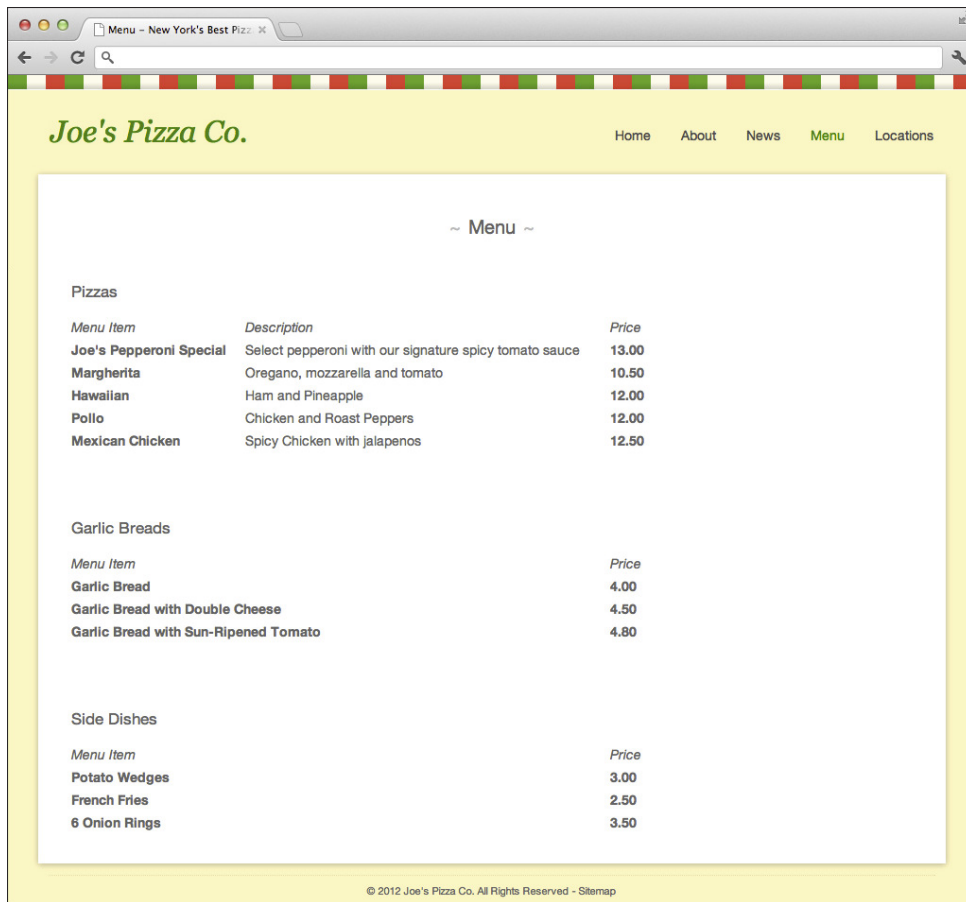 Menu – New York's Best Pizz
Joe's Pizza Co.
Home About News Menu Locations
~ Menu ~
Pizzas
Menu Item Description Price
Joe's Pepperoni Special Select pepperoni with our signature spicy tomato sauce 13.00
Margherita Oregano, mozzarella and tomato 10.50
Hawaiian Ham and Pineapple 12.00
Pollo Chicken and Roast Peppers 12.00
Mexican Chicken Spicy Chicken with jalapenos 12.50
Garlic Breads
Menu Item Price
Garlic Bread 4.00
Garlic Bread with Double Cheese 4.50
Garlic Bread with Sun-Ripened Tomato 4.80
Side Dishes
Menu Item Price
Potato Wedges 3.00
French Fries 2.50
6 Onion Rings 3.50
© 2012 Joe's Pizza Co. All Rights Reserved - Sitemap